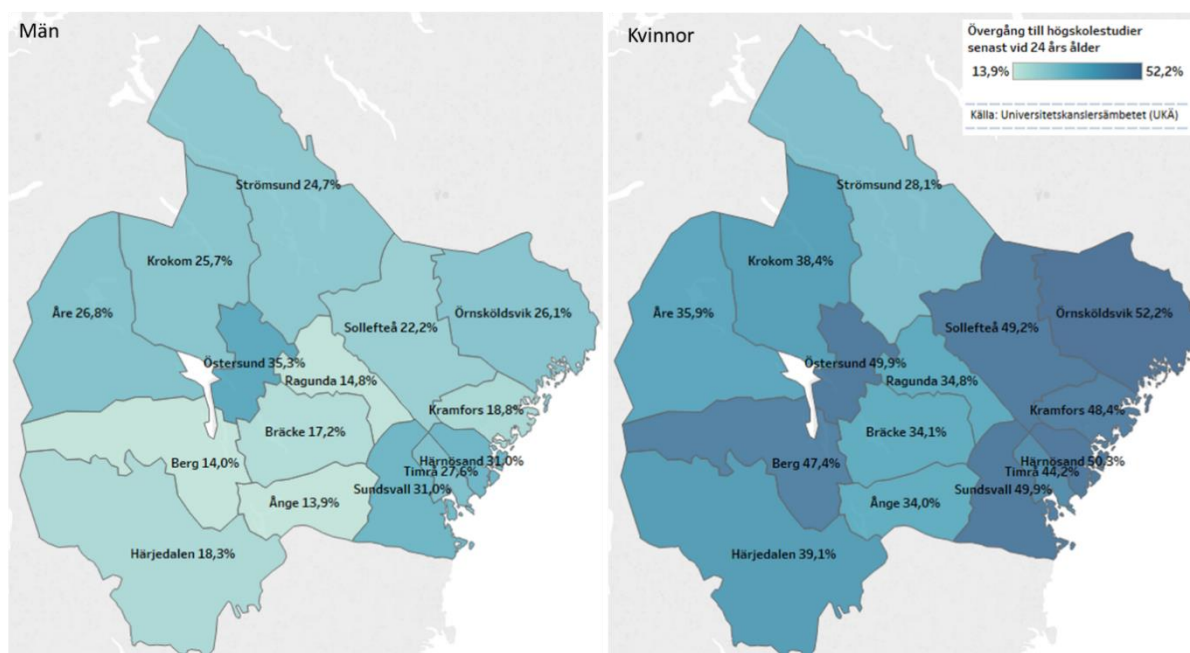 Män
Strömsund 24,7%
Krokom 25,7%
Åre 26,8%
Sollefteå 22,2%
Örnsköldsvik 26,1%
Östersund 35,3%
Ragunda 14,8%
Kramfors 18,8%
Bräcke 17,2%
Berg 14,0%
Härnösand 31,0%
Timrå 27,6%
Sundsvall 31,0%
Ånge 13,9%
Härjedalen 18,3%
Kvinnor
Övergång till högskolestudier
senast vid 24 års ålder
13,9% 52,2%
Källa: Universitetskanslersämbetet (UKÄ)
Strömsund 28,1%
Krokom 38,4%
Åre 35,9%
Sollefteå 49,2%
Örnsköldsvik 52,2%
Östersund 49,9%
Ragunda 34,8%
Kramfors 48,4%
Bräcke 34,1%
Berg 47,4%
Härnösand 50,3%
Timrå 44,2%
Sundsvall 49,9%
Ånge 34,0%
Härjedalen 39,1%